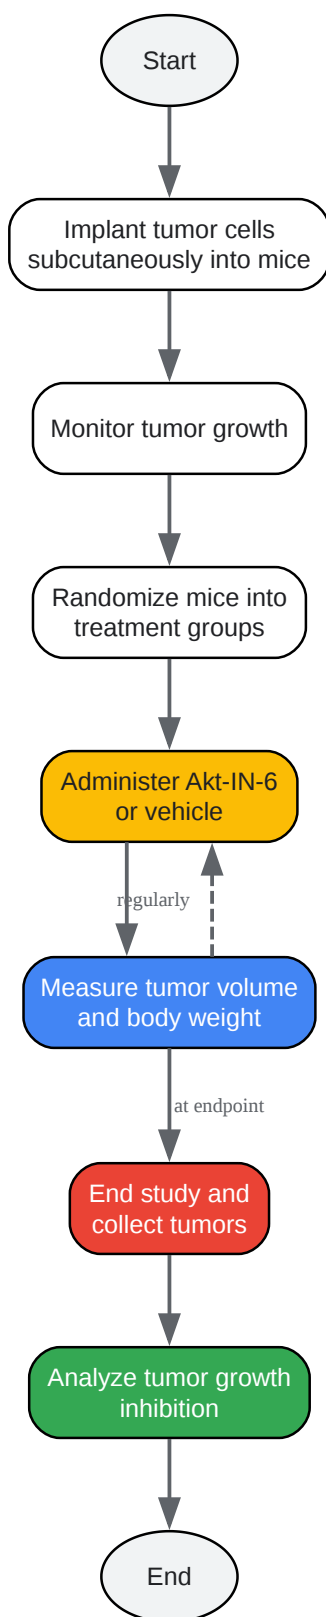 Start
Implant tumor cells
subcutaneously into mice
Monitor tumor growth
Randomize mice into
treatment groups
Administer Akt-IN-6
or vehicle
regularly
Measure tumor volume
and body weight
at endpoint
End study and
collect tumors
Analyze tumor growth
inhibition
End